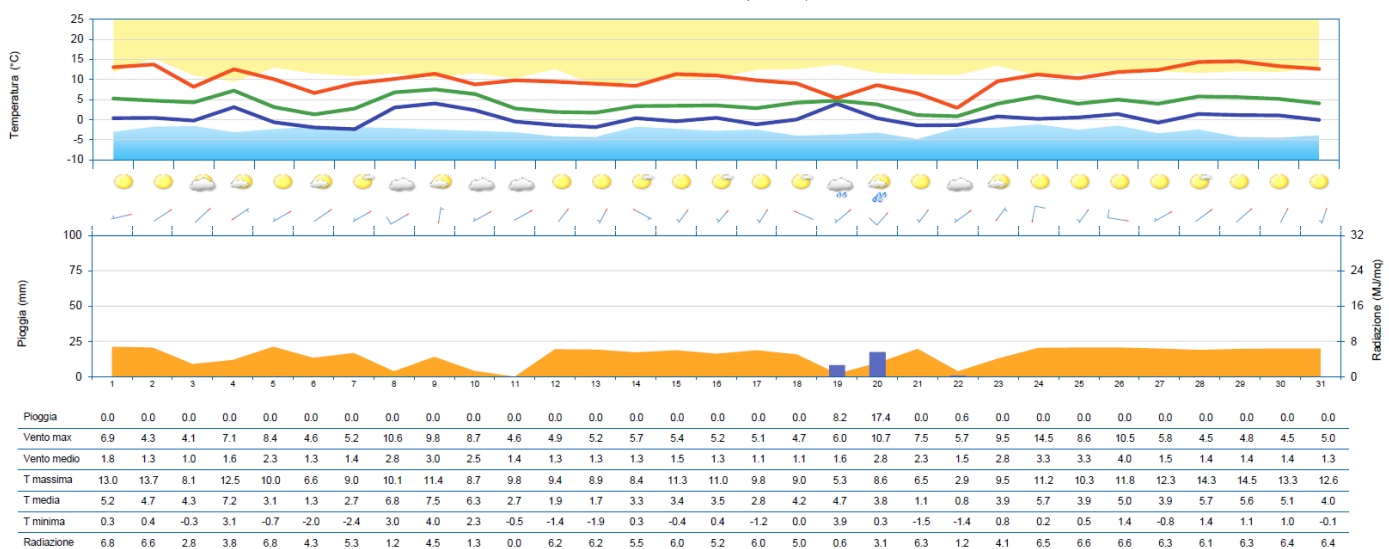 25
20
15
10
5
0
-5
-10
Temperatura (°C)
100
75
50
25
0
Pioggia (mm)
32
24
16
8
0
Radiazione (MJ/mq)
1 2 3 4 5 6 7 8 9 10 11 12 13 14 15 16 17 18 19 20 21 22 23 24 25 26 27 28 29 30 31
Pioggia 0.0 0.0 0.0 0.0 0.0 0.0 0.0 0.0 0.0 0.0 0.0 0.0 0.0 0.0 0.0 0.0 0.0 0.0 8.2 17.4 0.0 0.6 0.0 0.0 0.0 0.0 0.0 0.0 0.0 0.0 0.0
Vento max 6.9 4.3 4.1 7.1 8.4 4.6 5.2 10.6 9.8 8.7 4.6 4.9 5.2 5.7 5.4 5.2 5.1 4.7 6.0 10.7 7.5 5.7 9.5 14.5 8.6 10.5 5.8 4.5 4.8 4.5 5.0
Vento medio 1.8 1.3 1.0 1.6 2.3 1.3 1.4 2.8 3.0 2.5 1.4 1.3 1.3 1.3 1.5 1.3 1.1 1.1 1.6 2.8 2.3 1.5 2.8 3.3 3.3 4.0 1.5 1.4 1.4 1.4 1.3
T massima 13.0 13.7 8.1 12.5 10.0 6.6 9.0 10.1 11.4 8.7 9.8 9.4 8.9 8.4 11.3 11.0 9.8 9.0 5.3 8.6 6.5 2.9 9.5 11.2 10.3 11.8 12.3 14.3 14.5 13.3 12.6
T media 5.2 4.7 4.3 7.2 3.1 1.3 2.7 6.8 7.5 6.3 2.7 1.9 1.7 3.3 3.4 3.5 2.8 4.2 4.7 3.8 1.1 0.8 3.9 5.7 3.9 5.0 3.9 5.7 5.6 5.1 4.0
T minima 0.3 0.4 -0.3 3.1 -0.7 -2.0 -2.4 3.0 4.0 2.3 -0.5 -1.4 -1.9 0.3 -0.4 0.4 -1.2 0.0 3.9 0.3 -1.5 -1.4 0.8 0.2 0.5 1.4 -0.8 1.4 1.1 1.0 -0.1
Radiazione 6.8 6.6 2.8 3.8 6.8 4.3 5.3 1.2 4.5 1.3 0.0 6.2 6.2 5.5 6.0 5.2 6.0 5.0 0.6 3.1 6.3 1.2 4.1 6.5 6.6 6.6 6.3 6.1 6.3 6.4 6.4